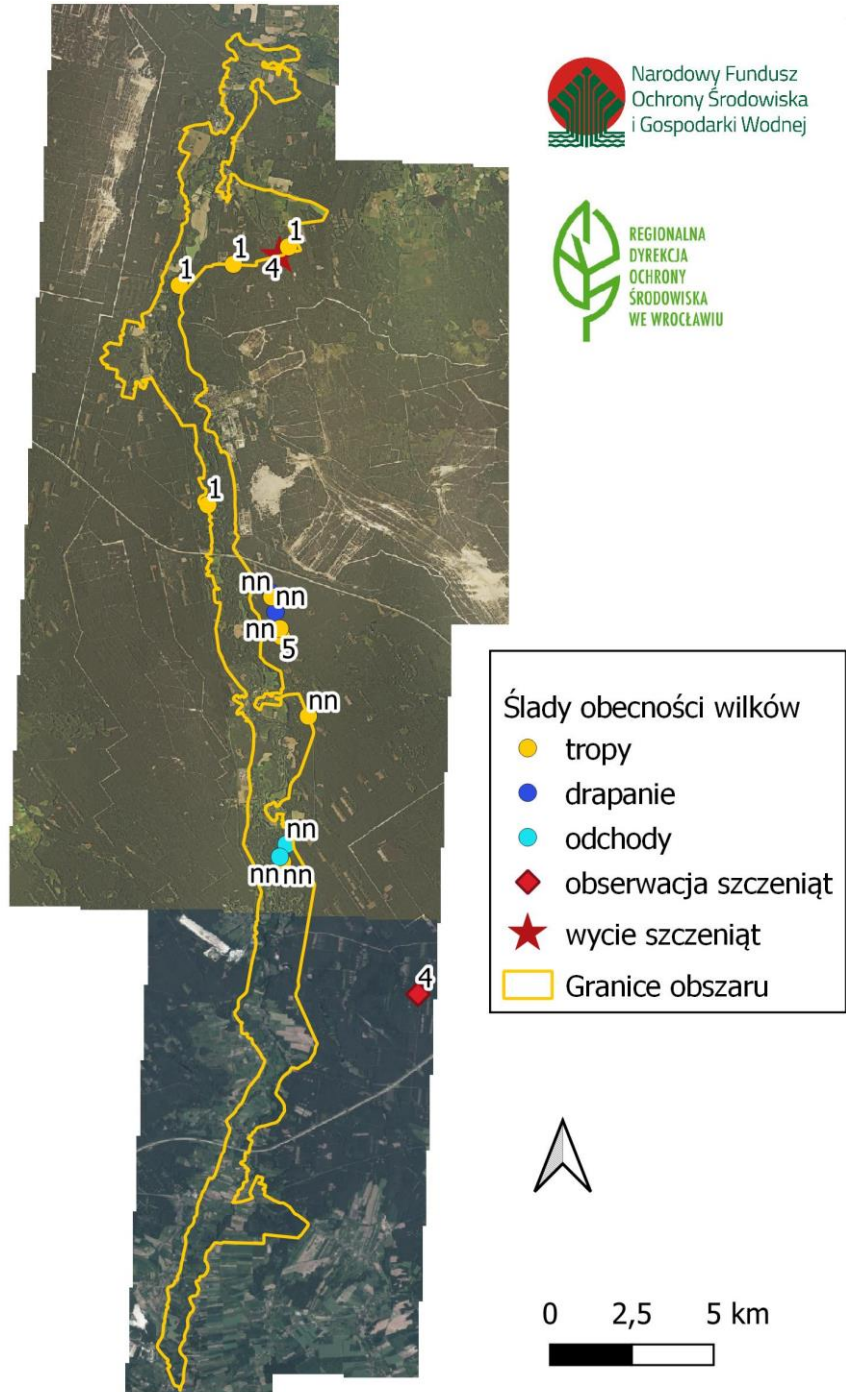 Narodowy Fundusz
Ochrony Środowiska
i Gospodarki Wodnej
REGIONALNA
DYREKCJA
OCHRONY
ŚRODOWISKA
WE WROCŁAWIU
1
1
4
1
1
nn
nn
nn
5
nn
nn
nn nn
4
Ślady obecności wilków
tropy
drapanie
odchody
obserwacja szczeniąt
wycie szczeniąt
Granice obszaru
0 2,5 5 km